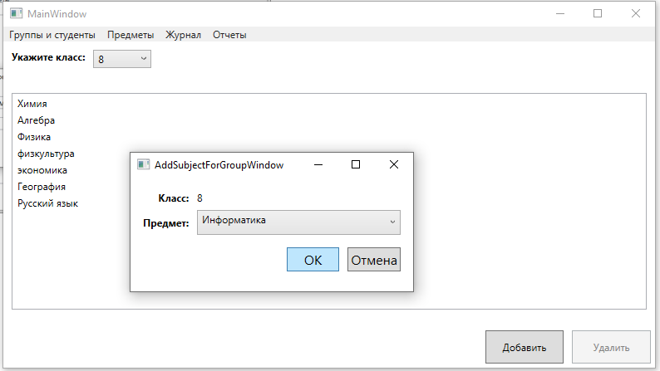 MainWindow
Группы и студенты Предметы Журнал Отчеты
Укажите класс: 8
Химия
Алгебра
Физика
физкультура
экономика
География
Русский язык
AddSubjectForGroupWindow
Класс: 8
Предмет: Информатика
OK Отмена
Добавить Удалить